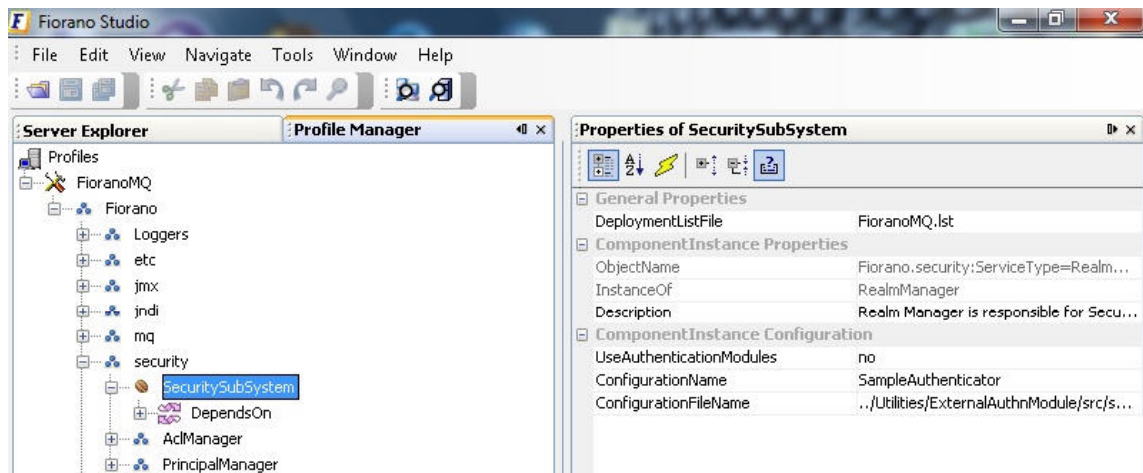 Fiorano Studio
File Edit View Navigate Tools Window Help
Server Explorer
Profile Manager
Profiles
FioranoMQ
Fiorano
Loggers
etc
jmx
jndi
mq
security
SecuritySubSystem
DependsOn
AclManager
PrincipalManager
Properties of SecuritySubSystem
General Properties
DeploymentListFile FioranoMQ.lst
ComponentInstance Properties
ObjectName Fiorano.security:ServiceType=Realm...
InstanceOf RealmManager
Description Realm Manager is responsible for Secu...
ComponentInstance Configuration
UseAuthenticationModules no
ConfigurationName SampleAuthenticator
ConfigurationFileName ../Utilities/ExternalAuthnModule/src/s...